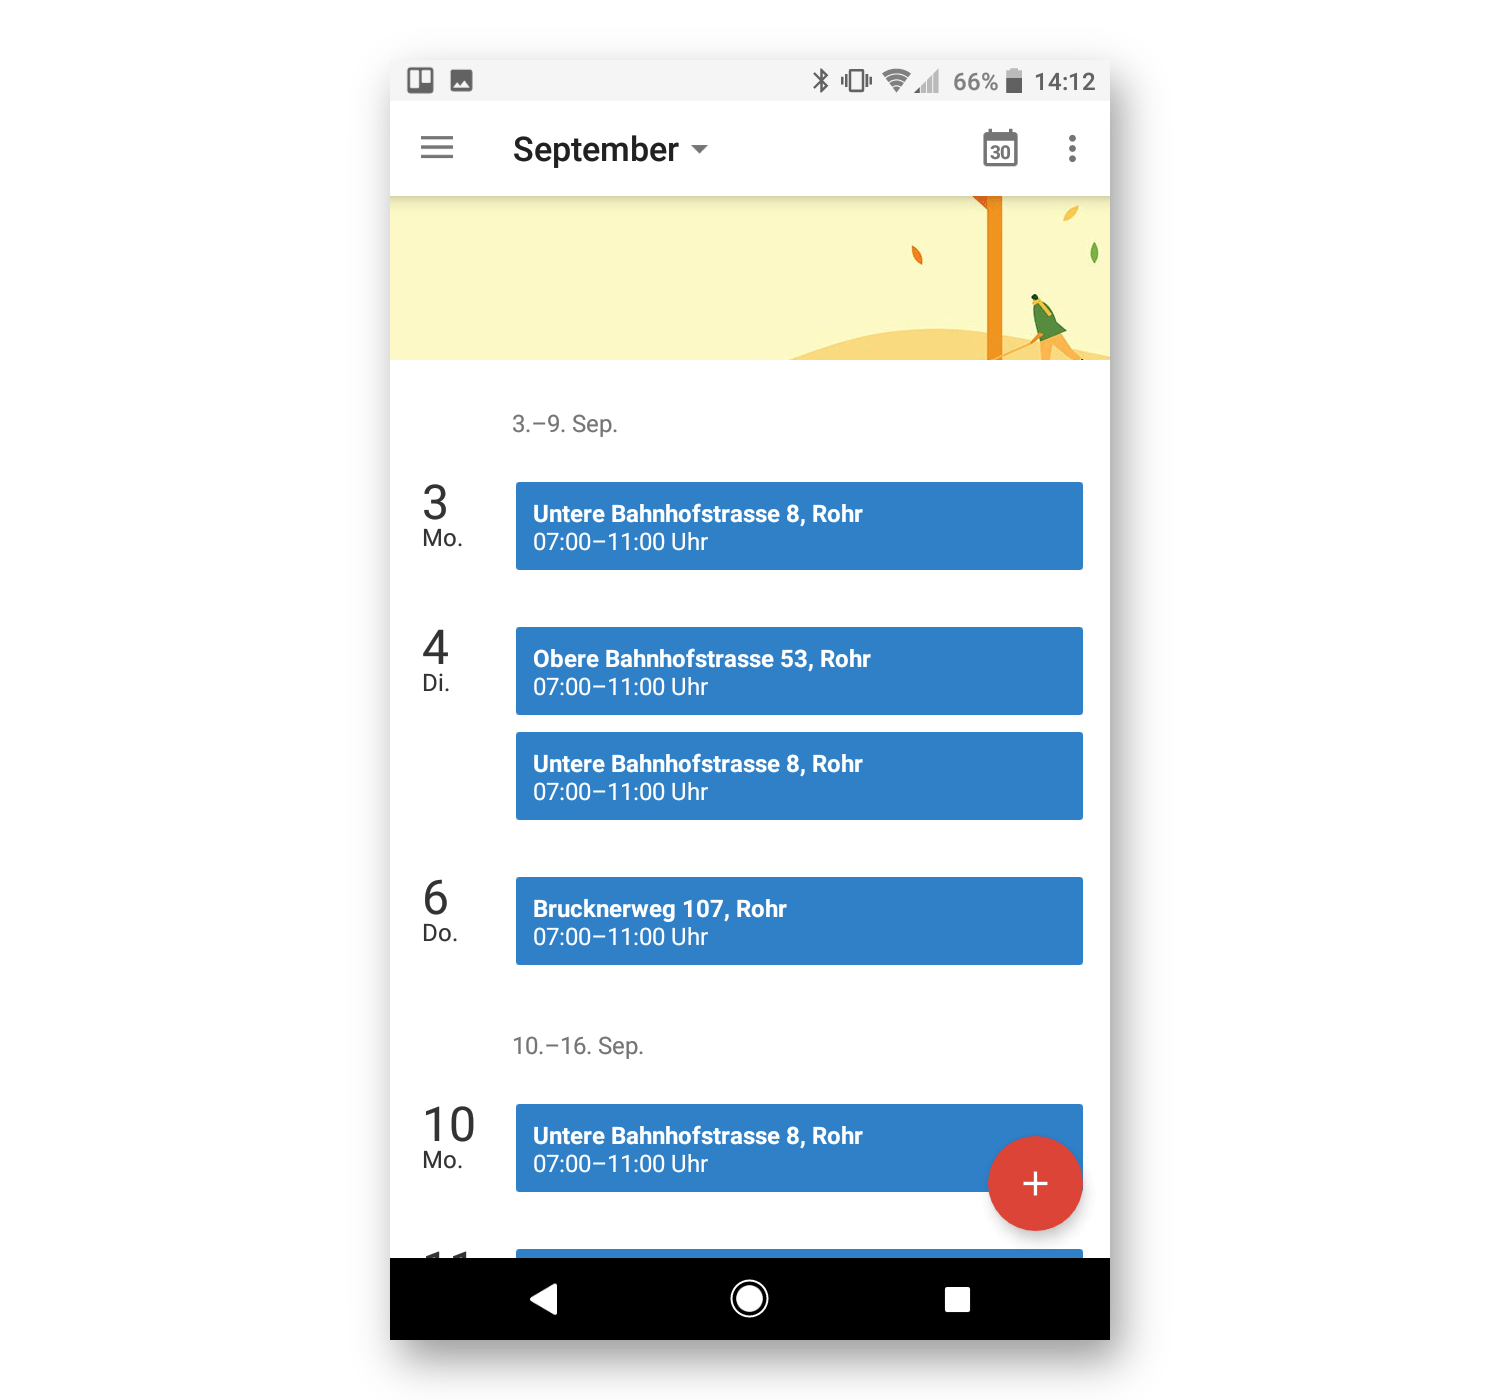 66% 14:12
September
30
3.–9. Sep.
3
Mo.
Untere Bahnhofstrasse 8, Rohr
07:00–11:00 Uhr
4
Di.
Obere Bahnhofstrasse 53, Rohr
07:00–11:00 Uhr
Untere Bahnhofstrasse 8, Rohr
07:00–11:00 Uhr
6
Do.
Brucknerweg 107, Rohr
07:00–11:00 Uhr
10.–16. Sep.
10
Mo.
Untere Bahnhofstrasse 8, Rohr
07:00–11:00 Uhr
+
11